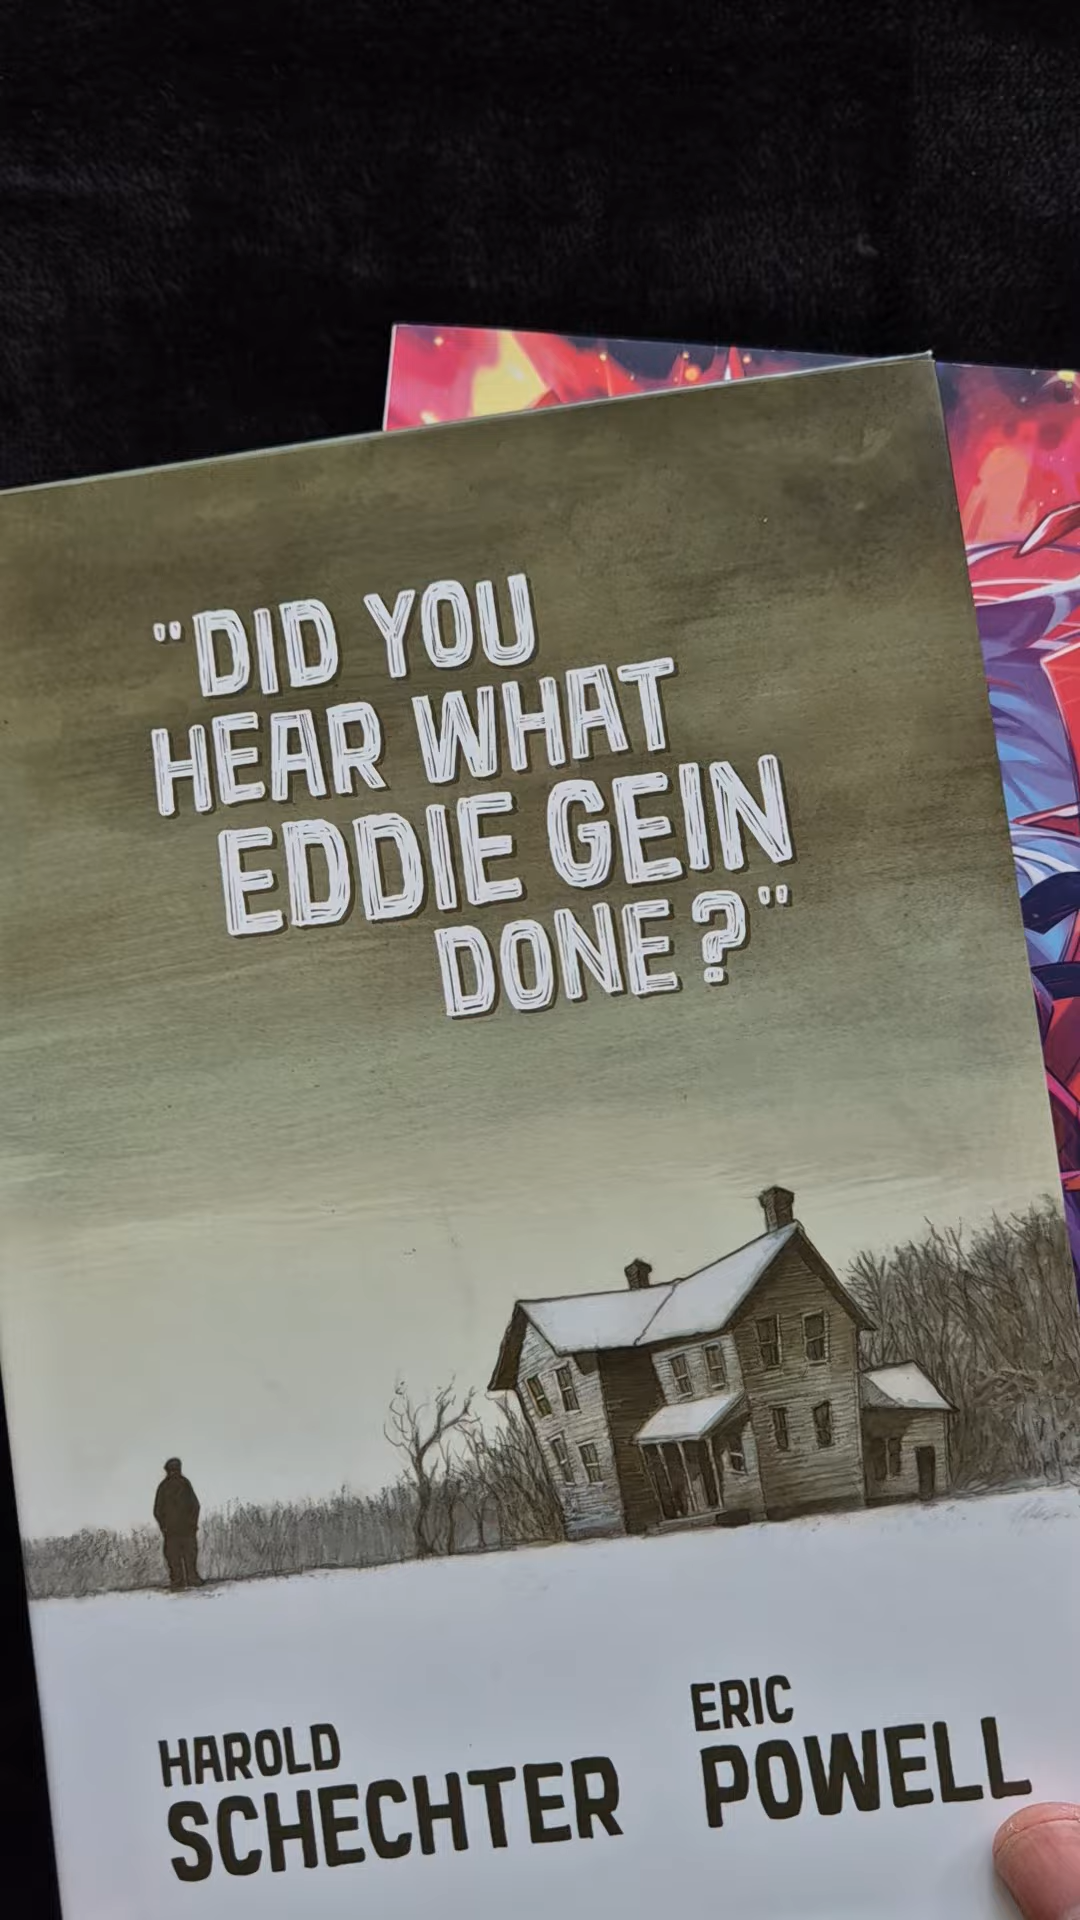 "DID YOU
HEAR WHAT
EDDIE GEIN
DONE?"
HAROLD
SCHECHTER
ERIC
POWELL